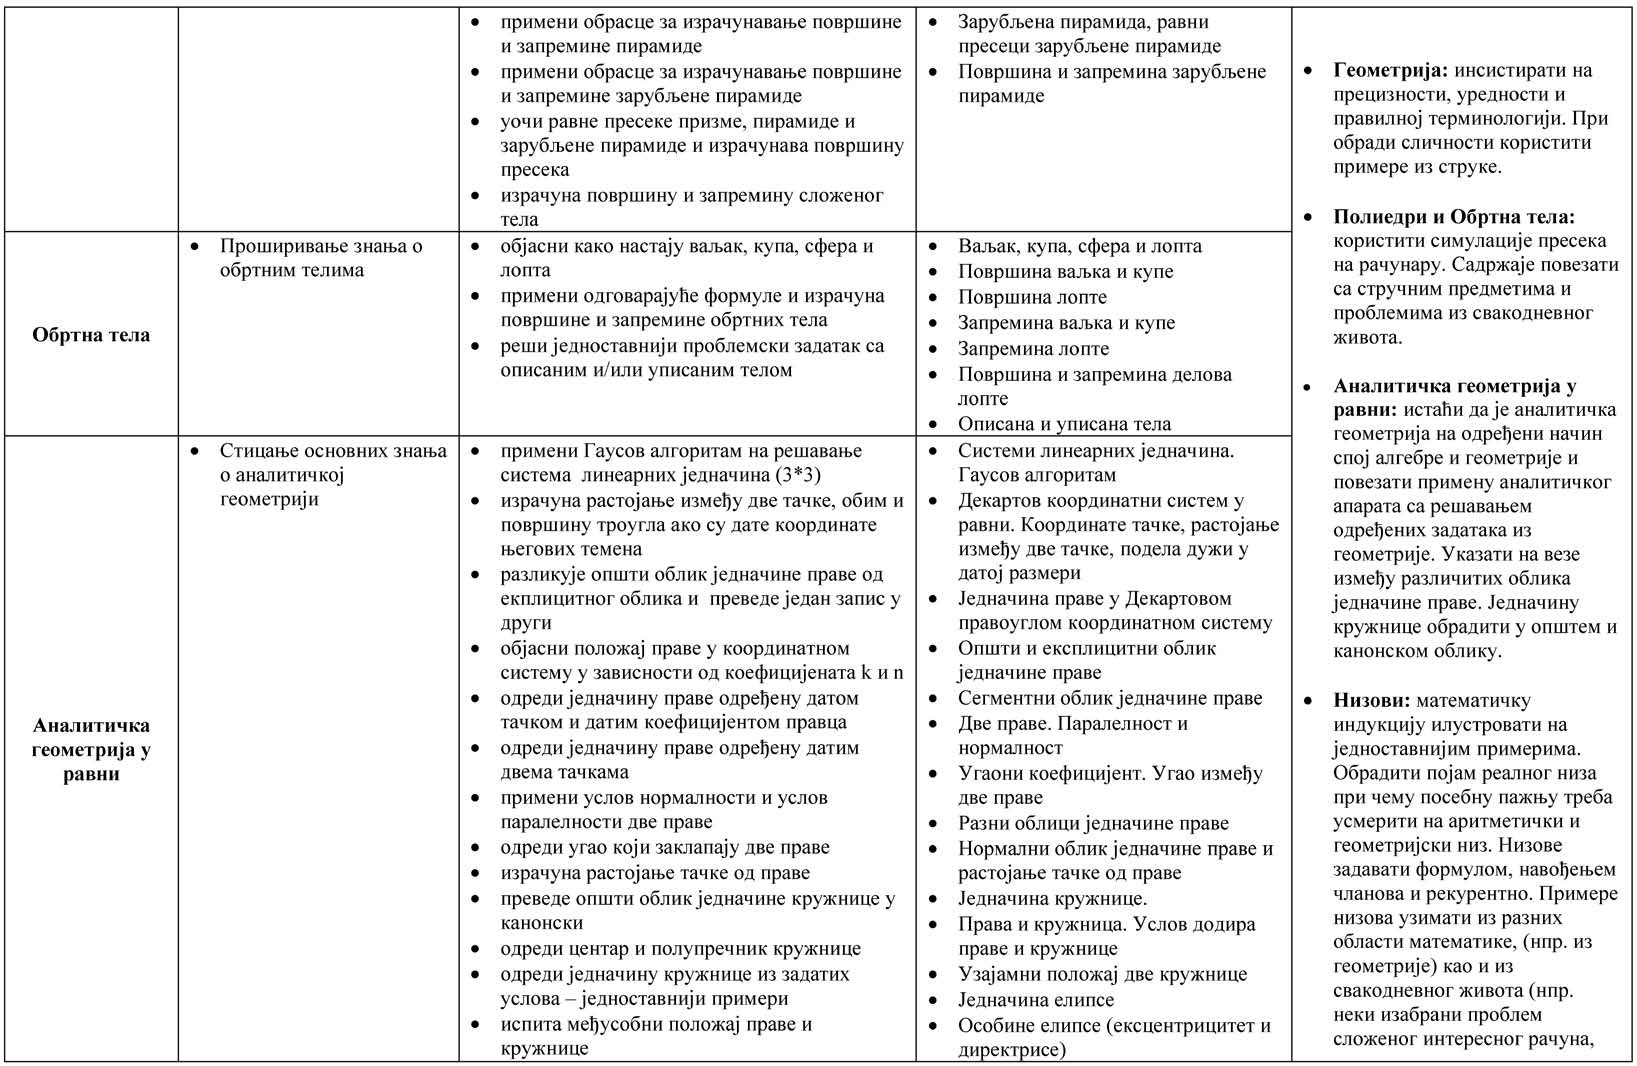 примени обрасце за израчунавање површине
и запремине пирамиде
примени обрасце за израчунавање површине
и запремине зарубљене пирамиде
уочи равне пресеке призме, пирамиде и
зарубљене пирамиде и израчунава површину
пресека
израчуна површину и запремину сложеног
тела
Зарубљена пирамида, равни
пресеци зарубљене пирамиде
Површина и запремина зарубљене
пирамиде
Обртна тела
Проширивање знања о
обртним телима
објасни како настају ваљак, купа, сфера и
лопта
примени одговарајуће формуле и израчуна
површине и запремине обртних тела
реши једноставнији проблемски задатак са
описаним и/или уписаним телом
Ваљак, купа, сфера и лопта
Површина ваљка и купе
Површина лопте
Запремина ваљка и купе
Запремина лопте
Површина и запремина делова
лопте
Описана и уписана тела
Аналитичка
геометрија у
равни
Стицање основних знања
о аналитичкој
геометрији
примени Гаусов алгоритам на решавање
система  линеарних једначина (3*3)
израчуна растојање између две тачке, обим и
површину троугла ако су дате координате
његових темена
разликује општи облик једначине праве од
екплицитног облика и  преведе један запис у
други
објасни положај праве у координатном
систему у зависности од коефицијената k и n
одреди једначину праве одређену датом
тачком и датим коефицијентом правца
одреди једначину праве одређену датим
двема тачкама
примени услов нормалности и услов
паралелности две праве
одреди угао који заклапају две праве
израчуна растојање тачке од праве
преведе општи облик једначине кружнице у
канонски
одреди центар и полупречник кружнице
одреди једначину кружнице из задатих
услова – једноставнији примери
испита међусобни положај праве и
кружнице
Системи линеарних једначина.
Гаусов алгоритам
Декартов координатни систем у
равни. Координате тачке, растојање
између две тачке, подела дужи у
датој размери
Једначина праве у Декартовом
правоуглом координатном систему
Општи и експлицитни облик
једначине праве
Сегментни облик једначине праве
Две праве. Паралелност и
нормалност
Угаони коефицијент. Угао између
две праве
Разни облици једначине праве
Нормални облик једначине праве и
растојање тачке од праве
Једначина кружнице.
Права и кружница. Услов додира
праве и кружнице
Узајамни положај две кружнице
Једначина елипсе
Особине елипсе (ексцентрицитет и
директрисе)
Геометрија: инсистирати на
прецизности, уредности и
правилној терминологији. При
обради сличности користити
примере из струке.
Полиедри и Обртна тела:
користити симулације пресека
на рачунару. Садржаје повезати
са стручним предметима и
проблемима из свакодневног
живота.
Аналитичка геометрија у
равни: истаћи да је аналитичка
геометрија на одређени начин
спој алгебре и геометрије и
повезати примену аналитичког
апарата са решавањем
одређених задатака из
геометрије. Указати на везе
између различитих облика
једначине праве. Једначину
кружнице обрадити у општем и
канонском облику.
Низови: математичку
индукцију илустровати на
једноставнијим примерима.
Обрадити појам реалног низа
при чему посебну пажњу треба
усмерити на аритметички и
геометријски низ. Низове
задавати формулом, навођењем
чланова и рекурентно. Примере
низова узимати из разних
области математике, (нпр. из
геометрије) као и из
свакодневног живота (нпр.
неки изабрани проблем
сложеног интересног рачуна,